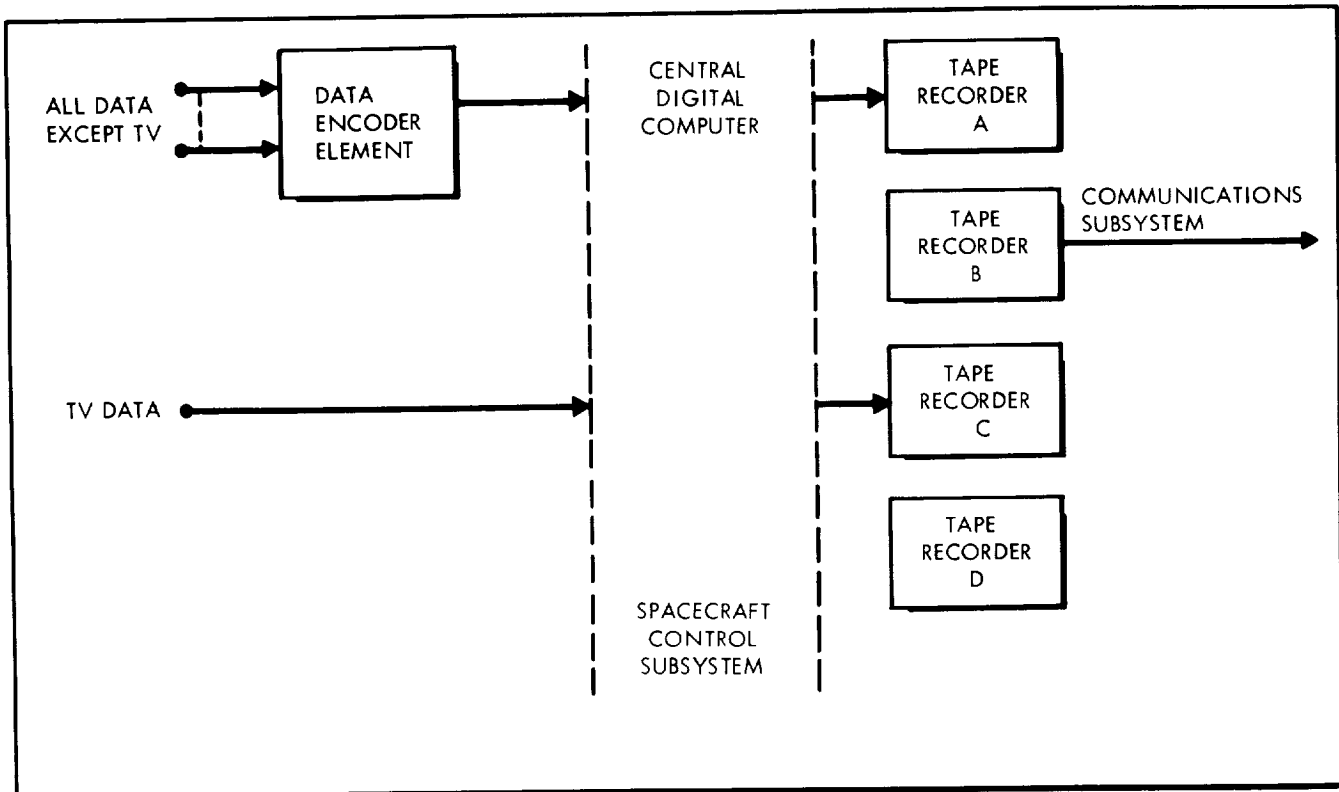 ALL DATA
EXCEPT TV
DATA
ENCODER
ELEMENT
CENTRAL
DIGITAL
COMPUTER
TAPE
RECORDER
A
TAPE
RECORDER
B
COMMUNICATIONS
SUBSYSTEM
TV DATA
TAPE
RECORDER
C
TAPE
RECORDER
D
SPACECRAFT
CONTROL
SUBSYSTEM